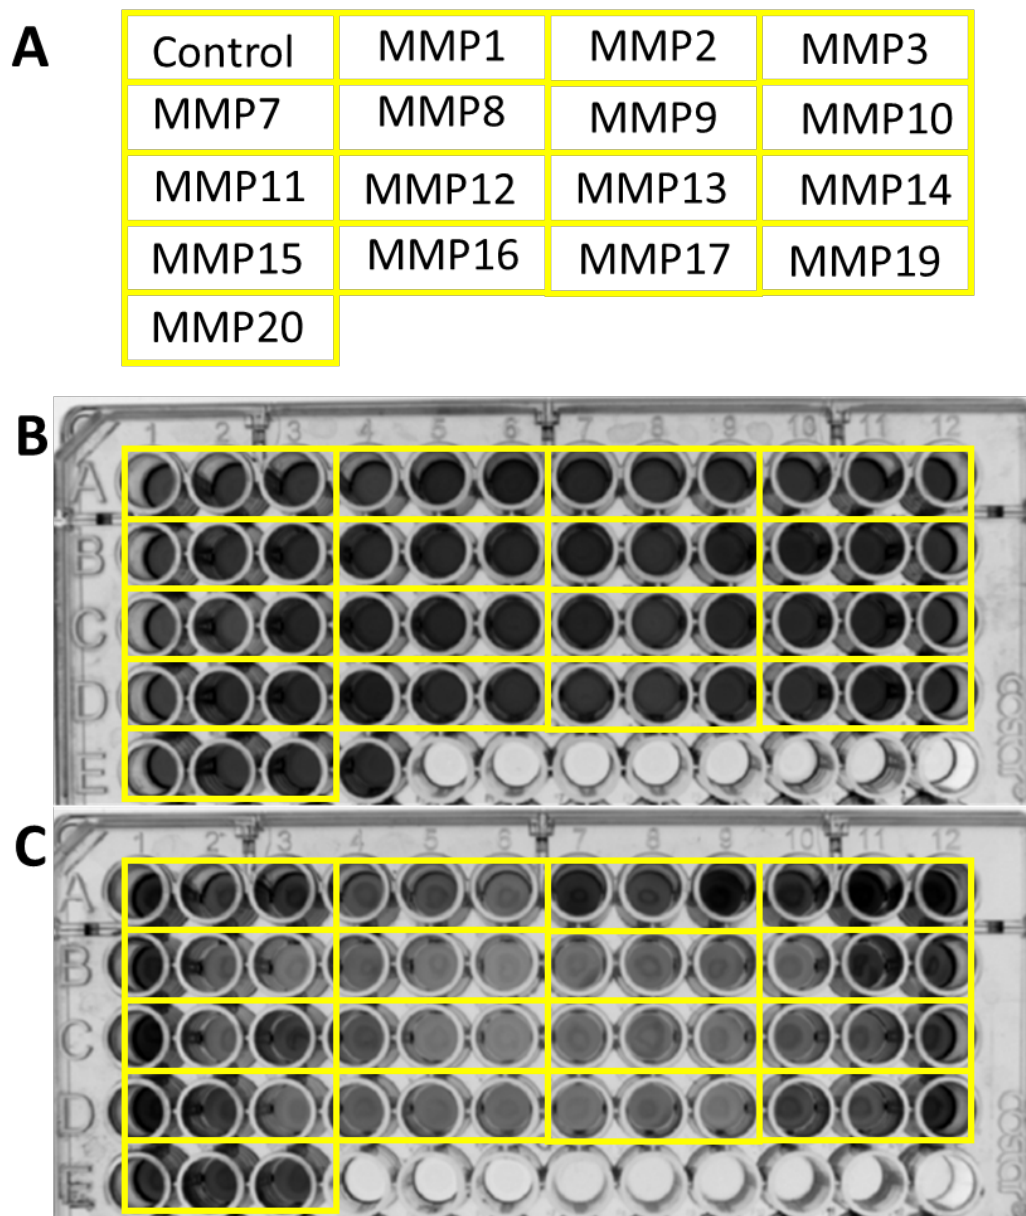 A
Control MMP1 MMP2 MMP3
MMP7 MMP8 MMP9 MMP10
MMP11 MMP12 MMP13 MMP14
MMP15 MMP16 MMP17 MMP19
MMP20
B
1 2 3 4 5 6 7 8 9 10 11 12
A
B
C
D
E
costar
C
1 2 3 4 5 6 7 8 9 10 11 12
A
B
C
D
E
costar